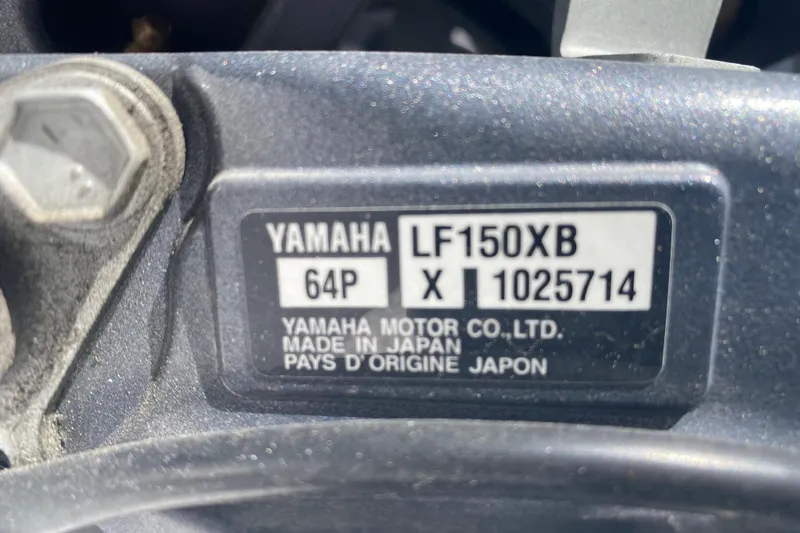 YAMAHA LF150XB
64P X 1025714
YAMAHA MOTOR CO.,LTD.
MADE IN JAPAN
PAYS D'ORIGINE JAPON